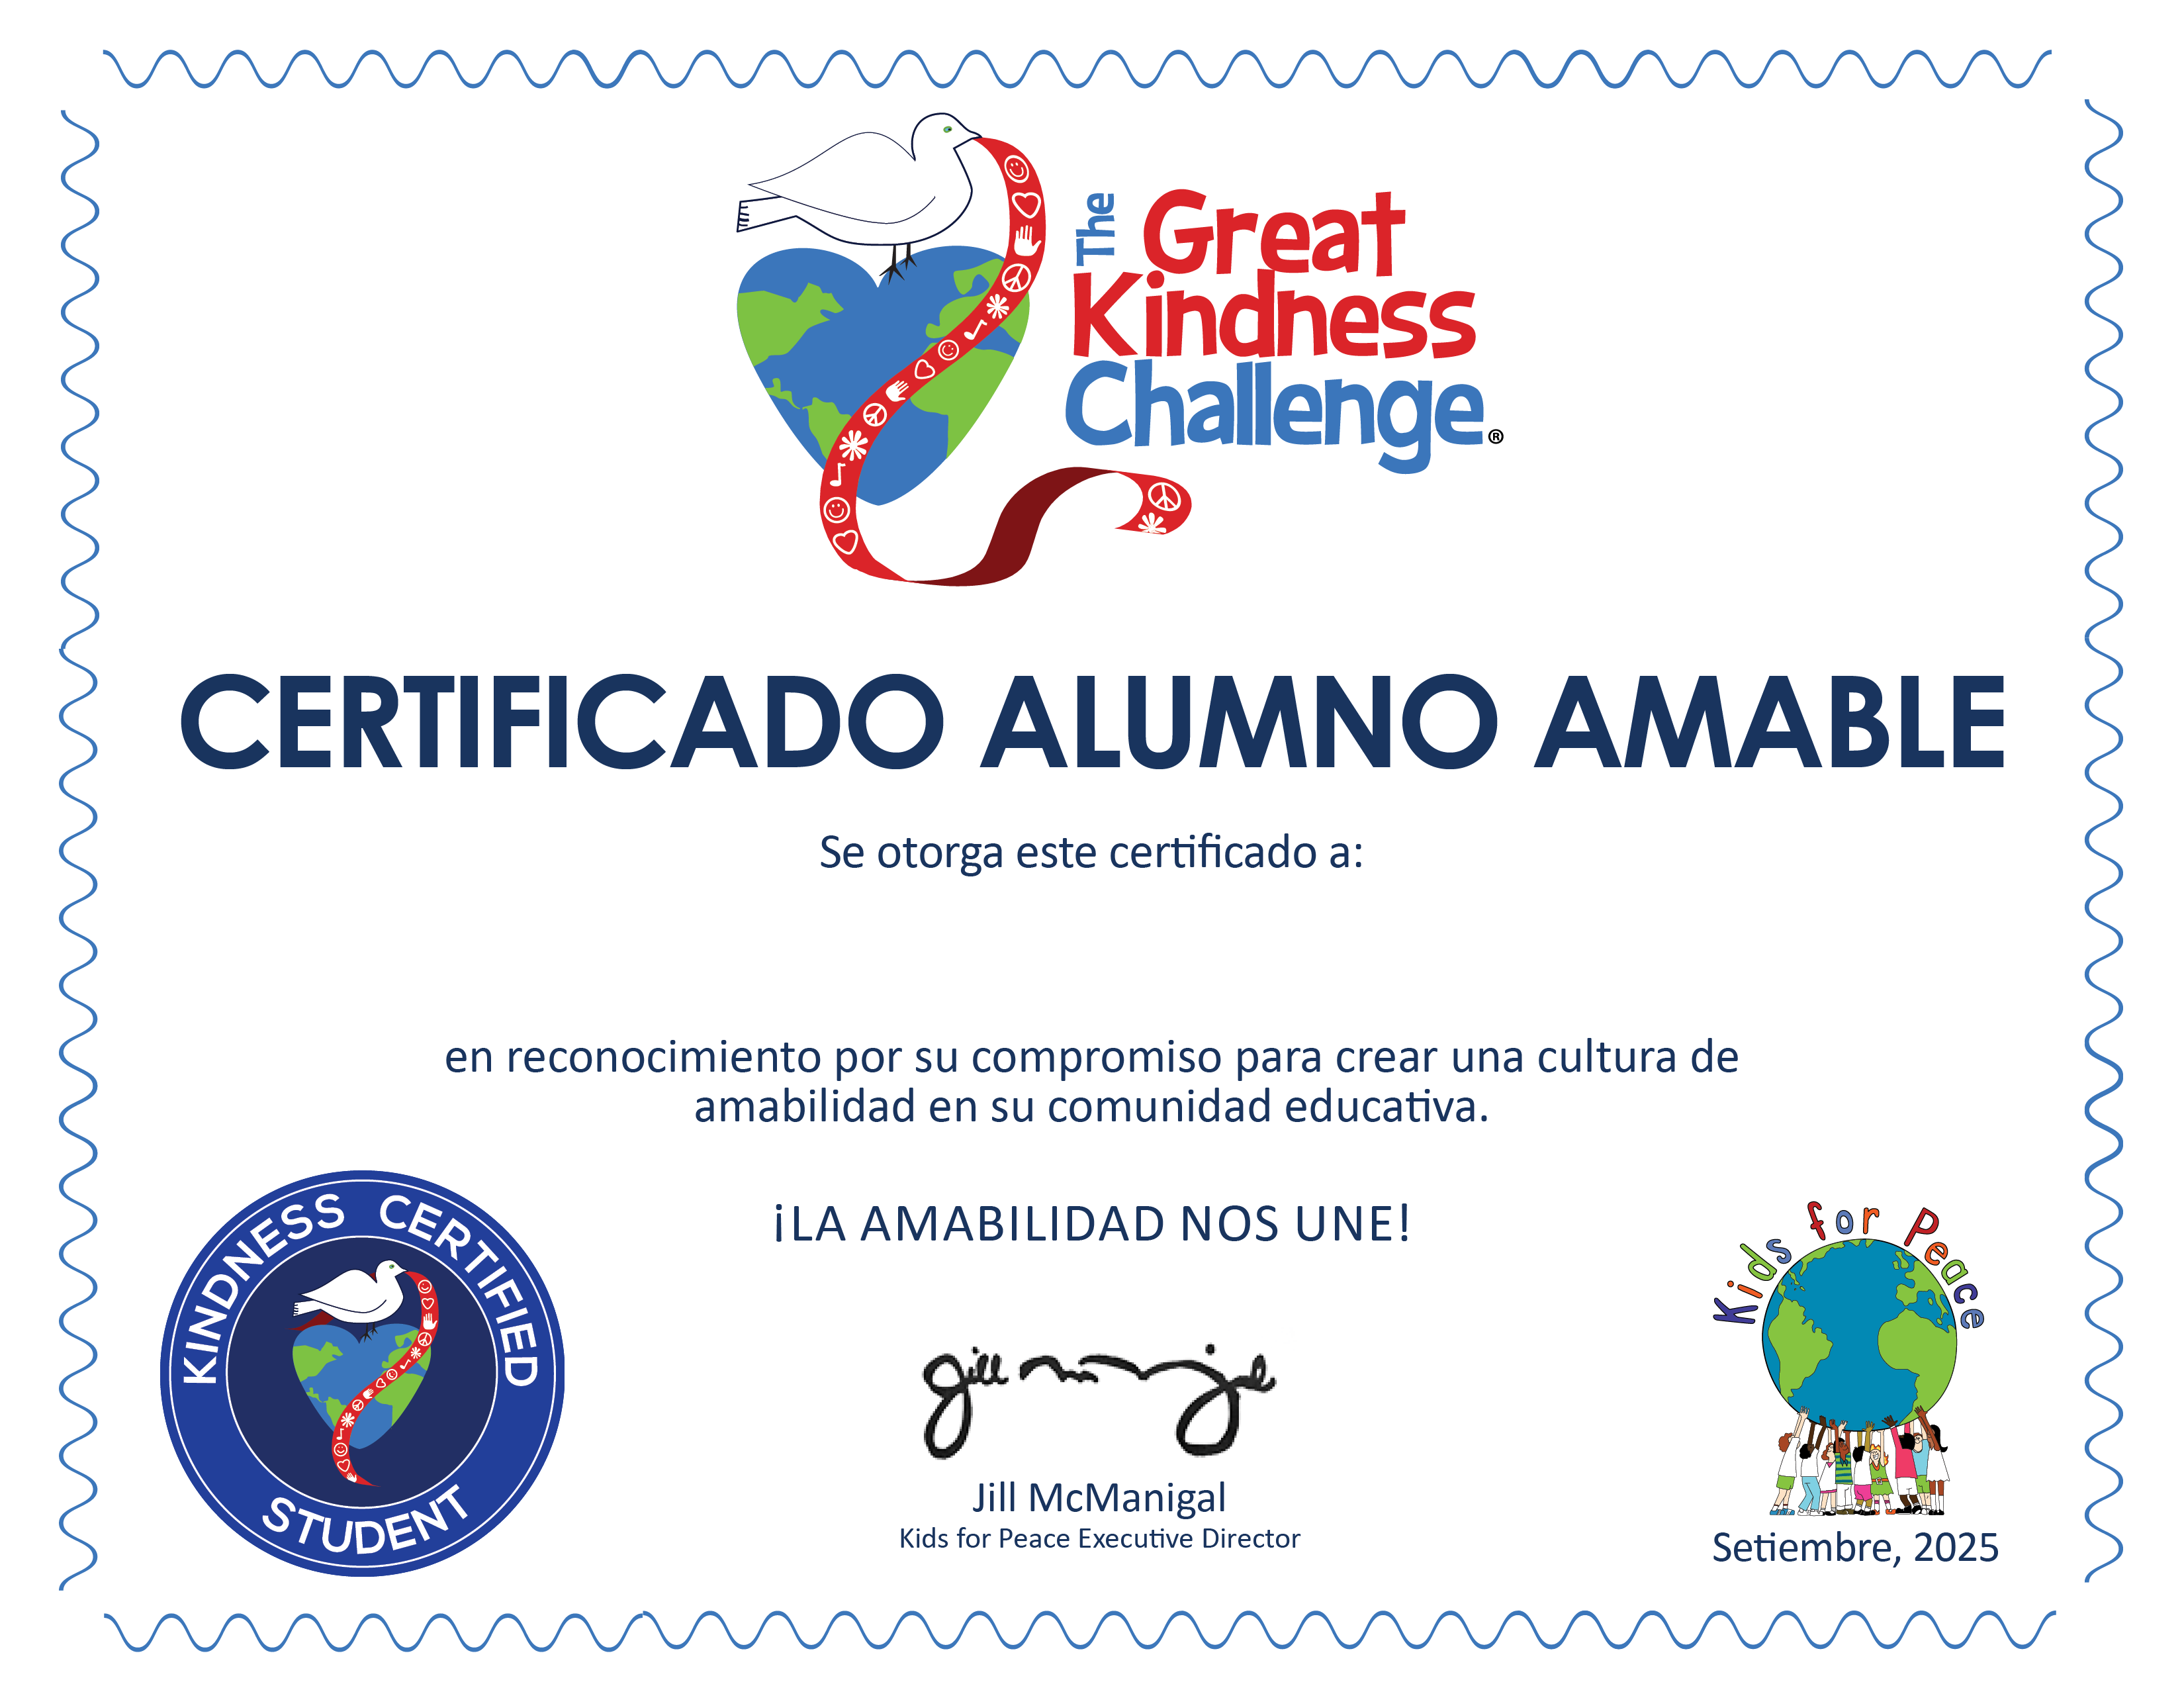 The Great
Kindness
Challenge®
CERTIFICADO ALUMNO AMABLE
Se otorga este certificado a:
en reconocimiento por su compromiso para crear una cultura de
amabilidad en su comunidad educativa.
¡LA AMABILIDAD NOS UNE!
KINDNESS CERTIFIED
STUDENT
Jill McManigal
Kids for Peace Executive Director
Kids for Peace
Setiembre, 2025